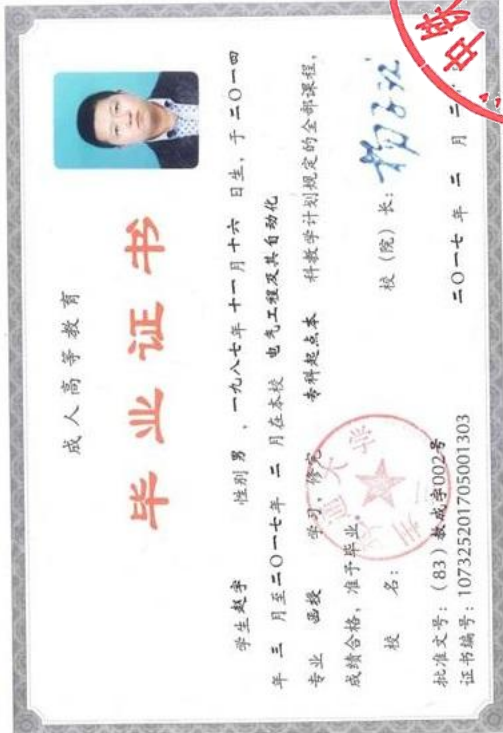 成人高等教育
毕业证书
学生 赵宇 性别 男 ，一九八七年 十一月 十六 日生，于 二〇一四
年 三 月至 二〇一七年 二 月在本校 电气工程及其自动化
专业 函授 学习，修完 专科起点本 科教学计划规定的全部课程，
成绩合格，准予毕业。
校 名： 校（院）长：
批准文号：（83）教成字002号
证书编号：107325201705001303
二〇一七 年 二 月 二